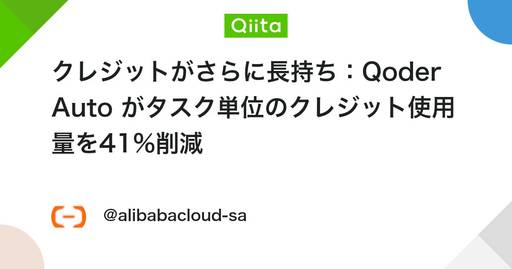 Qiita
クレジットがさらに長持ち：Qoder
Auto がタスク単位のクレジット使用
量を41%削減
@alibabacloud-sa